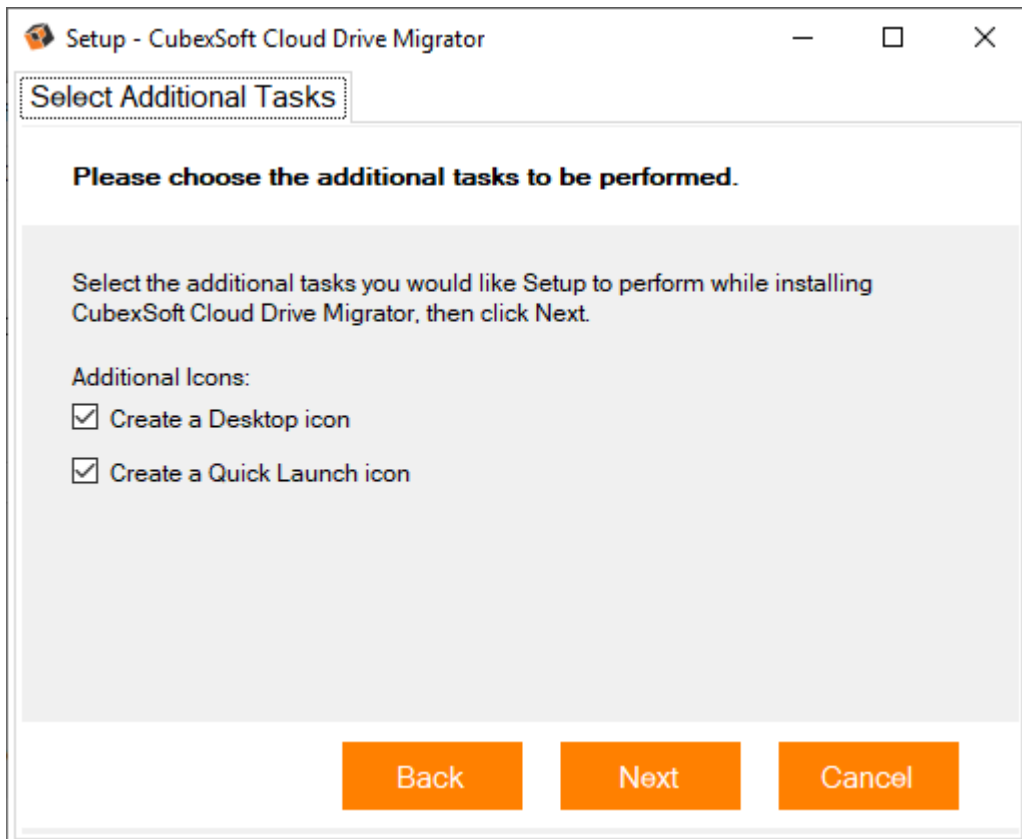 Setup - CubexSoft Cloud Drive Migrator
Select Additional Tasks
Please choose the additional tasks to be performed.
Select the additional tasks you would like Setup to perform while installing
CubexSoft Cloud Drive Migrator, then click Next.
Additional Icons:
Create a Desktop icon
Create a Quick Launch icon
Back Next Cancel